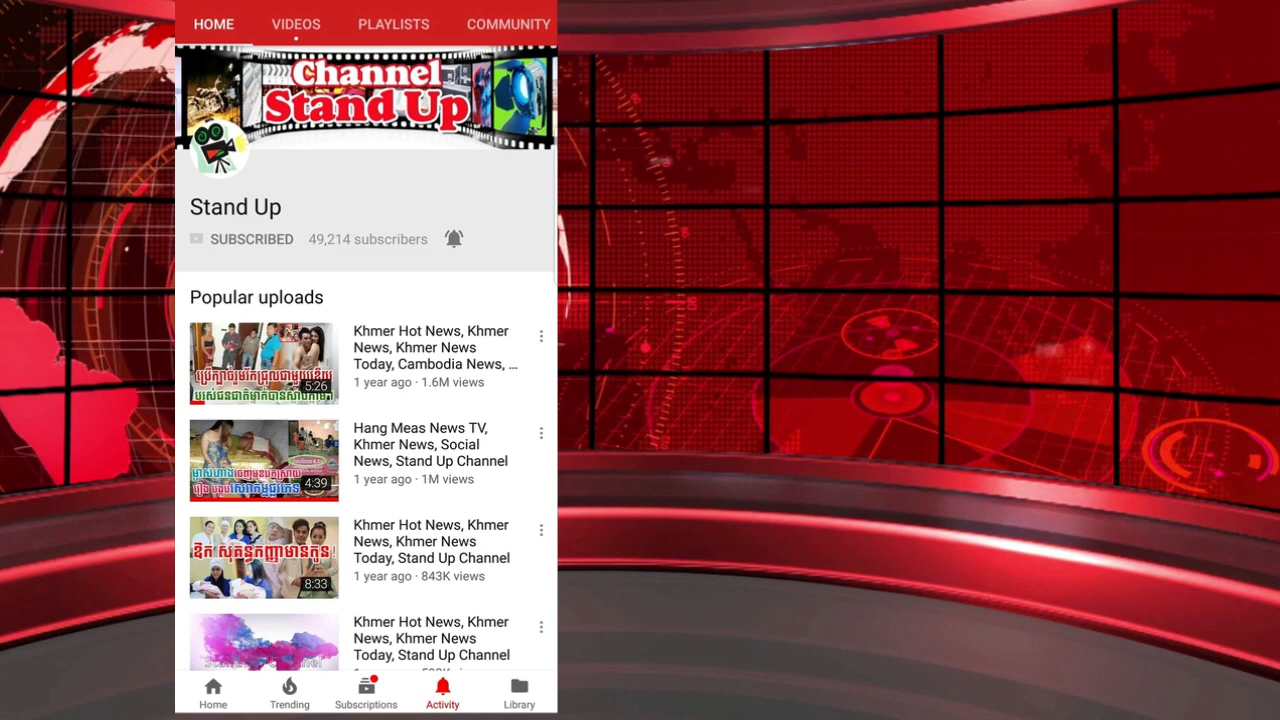 HOME VIDEOS PLAYLISTS COMMUNITY
Channel
Stand Up
Stand Up
SUBSCRIBED 49,214 subscribers
Popular uploads
Khmer Hot News, Khmer
News, Khmer News
Today, Cambodia News, ...
1 year ago · 1.6M views
5:26
Hang Meas News TV,
Khmer News, Social
News, Stand Up Channel
1 year ago · 1M views
4:39
Khmer Hot News, Khmer
News, Khmer News
Today, Stand Up Channel
1 year ago · 843K views
8:33
Khmer Hot News, Khmer
News, Khmer News
Today, Stand Up Channel
Home Trending Subscriptions Activity Library